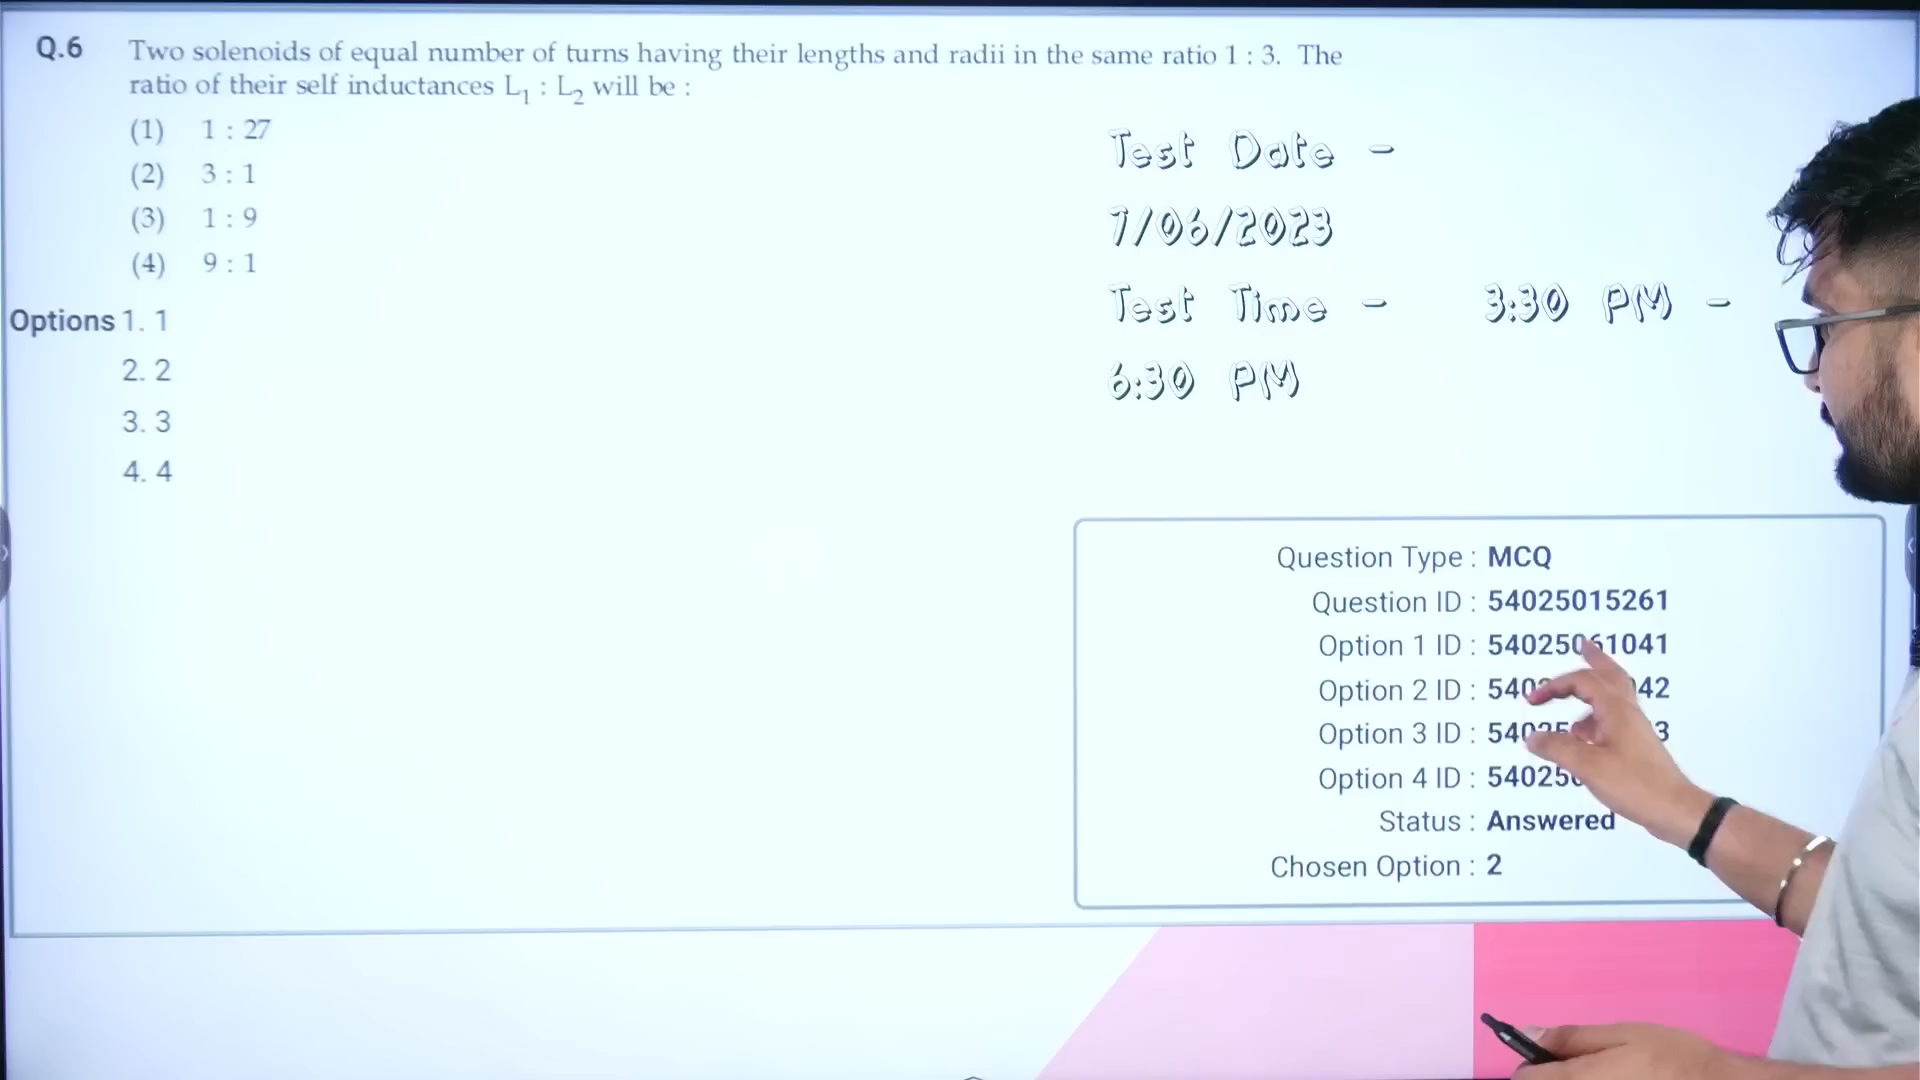 Q.6 Two solenoids of equal number of turns having their lengths and radii in the same ratio 1 : 3. The
ratio of their self inductances L₁ : L₂ will be :
(1) 1 : 27
(2) 3 : 1
(3) 1 : 9
(4) 9 : 1
Options 1. 1
2. 2
3. 3
4. 4
Test Date -
7/06/2023
Test Time - 3:30 PM -
6:30 PM
Question Type : MCQ
Question ID : 54025015261
Option 1 ID : 54025061041
Option 2 ID :
Option 3 ID :
Option 4 ID :
Status : Answered
Chosen Option : 2